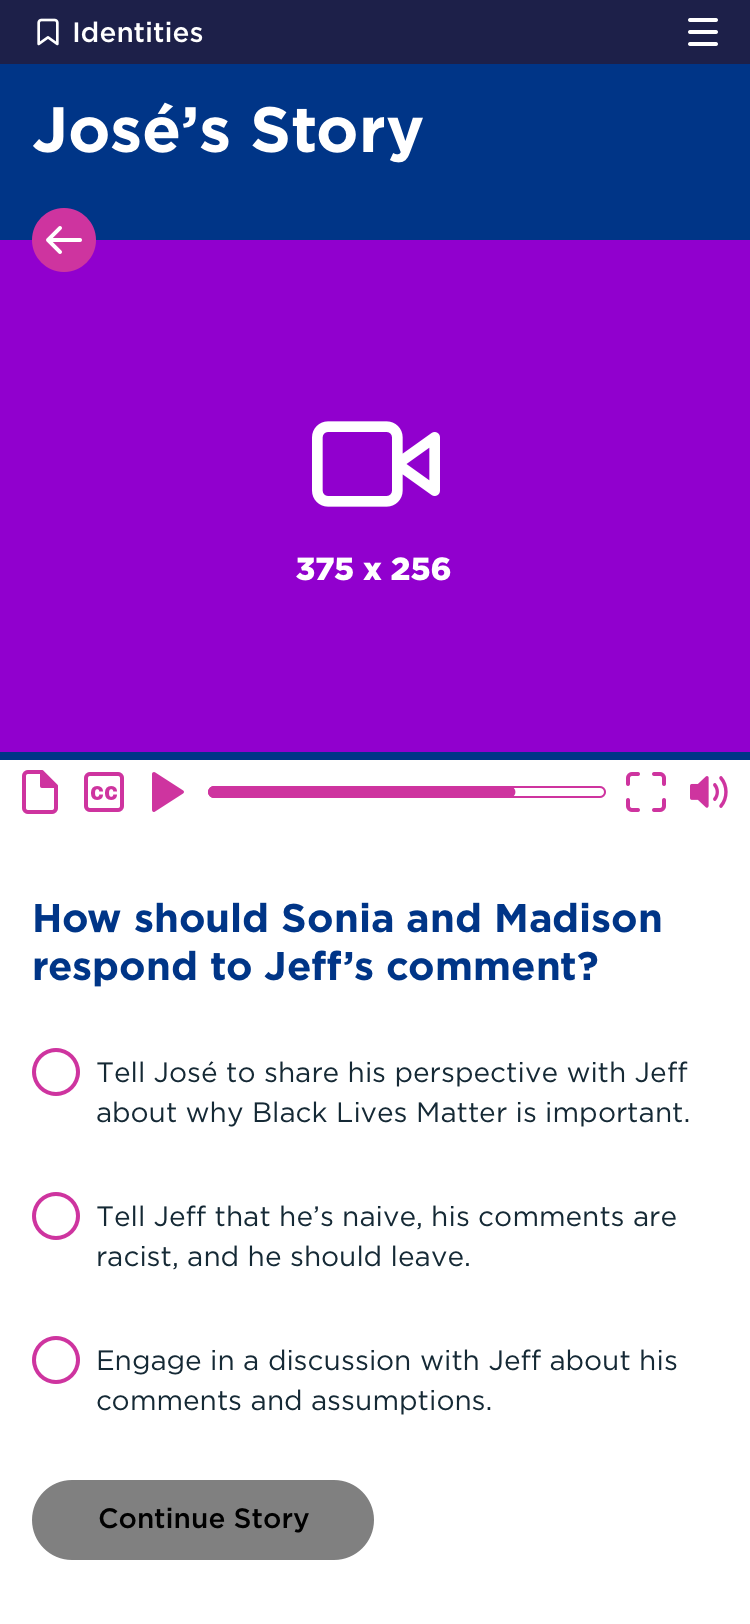 Identities
José’s Story
375 x 256
CC
How should Sonia and Madison
respond to Jeff’s comment?
Tell José to share his perspective with Jeff
about why Black Lives Matter is important.
Tell Jeff that he’s naive, his comments are
racist, and he should leave.
Engage in a discussion with Jeff about his
comments and assumptions.
Continue Story